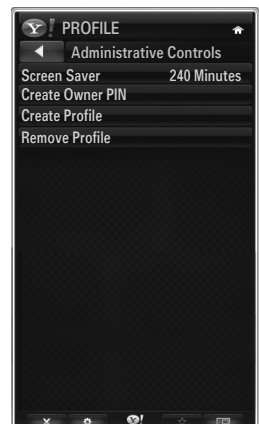 Y! PROFILE
Administrative Controls
Screen Saver 240 Minutes
Create Owner PIN
Create Profile
Remove Profile
Y!